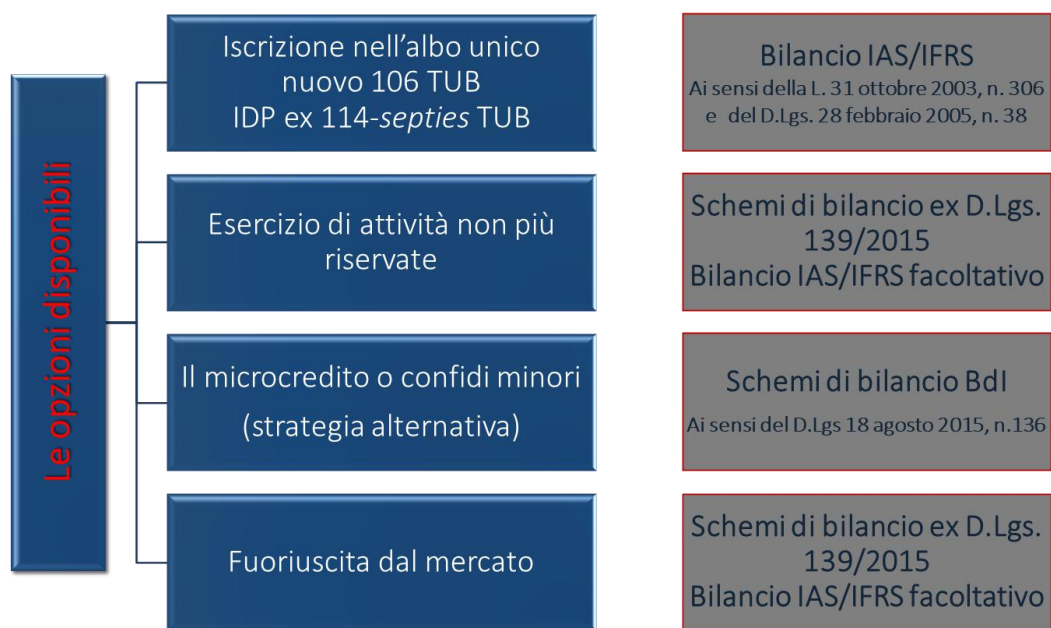 Le opzioni disponibili
Iscrizione nell’albo unico
nuovo 106 TUB
IDP ex 114-septies TUB
Bilancio IAS/IFRS
Ai sensi della L. 31 ottobre 2003, n. 306
e del D.Lgs. 28 febbraio 2005, n. 38
Esercizio di attività non più
riservate
Schemi di bilancio ex D.Lgs.
139/2015
Bilancio IAS/IFRS facoltativo
Il microcredito o confidi minori
(strategia alternativa)
Schemi di bilancio BdI
Ai sensi del D.Lgs 18 agosto 2015, n.136
Fuoriuscita dal mercato
Schemi di bilancio ex D.Lgs.
139/2015
Bilancio IAS/IFRS facoltativo